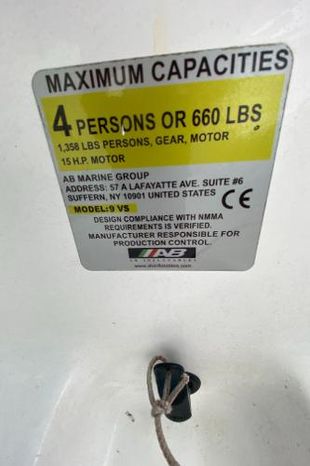 MAXIMUM CAPACITIES
4 PERSONS OR 660 LBS
1,358 LBS PERSONS, GEAR, MOTOR
15 H.P. MOTOR
AB MARINE GROUP
ADDRESS: 57 A LAFAYATTE AVE. SUITE #6
SUFFERN, NY 10901 UNITED STATES
CE
MODEL: 9 VS
DESIGN COMPLIANCE WITH NMMA
REQUIREMENTS IS VERIFIED.
MANUFACTURER RESPONSIBLE FOR
PRODUCTION CONTROL.
AB